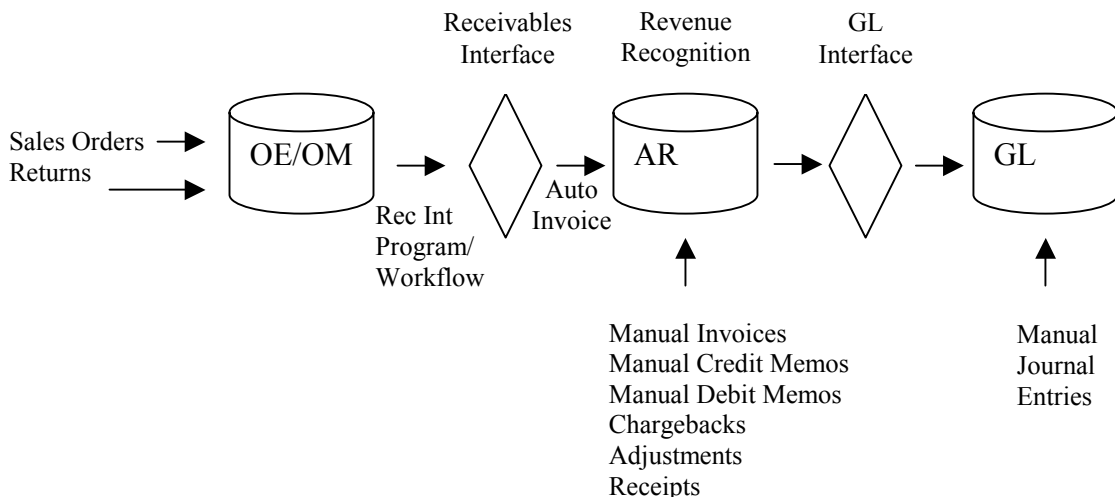 Receivables
Interface
Revenue
Recognition
GL
Interface
Sales Orders
Returns
OE/OM
Rec Int
Program/
Workflow
Auto
Invoice
AR
GL
Manual Invoices
Manual Credit Memos
Manual Debit Memos
Chargebacks
Adjustments
Receipts
Manual
Journal
Entries